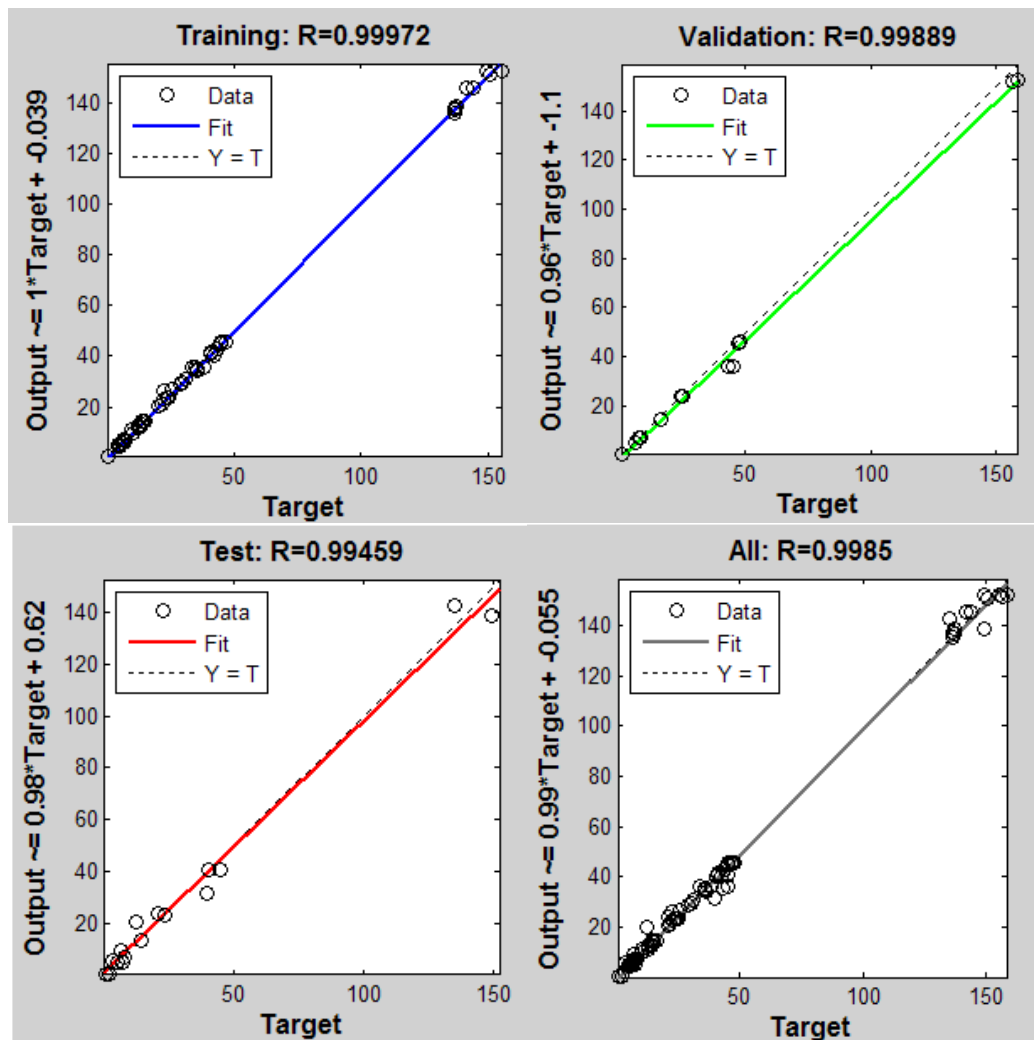 Training: R=0.99972
Output ~= 1*Target + -0.039
Data
Fit
Y = T
140
120
100
80
60
40
20
50
100
150
Target
Validation: R=0.99889
Output ~= 0.96*Target + -1.1
Data
Fit
Y = T
140
120
100
80
60
40
20
50
100
150
Target
Test: R=0.99459
Output ~= 0.98*Target + 0.62
Data
Fit
Y = T
140
120
100
80
60
40
20
50
100
150
Target
All: R=0.9985
Output ~= 0.99*Target + -0.055
Data
Fit
Y = T
140
120
100
80
60
40
20
50
100
150
Target